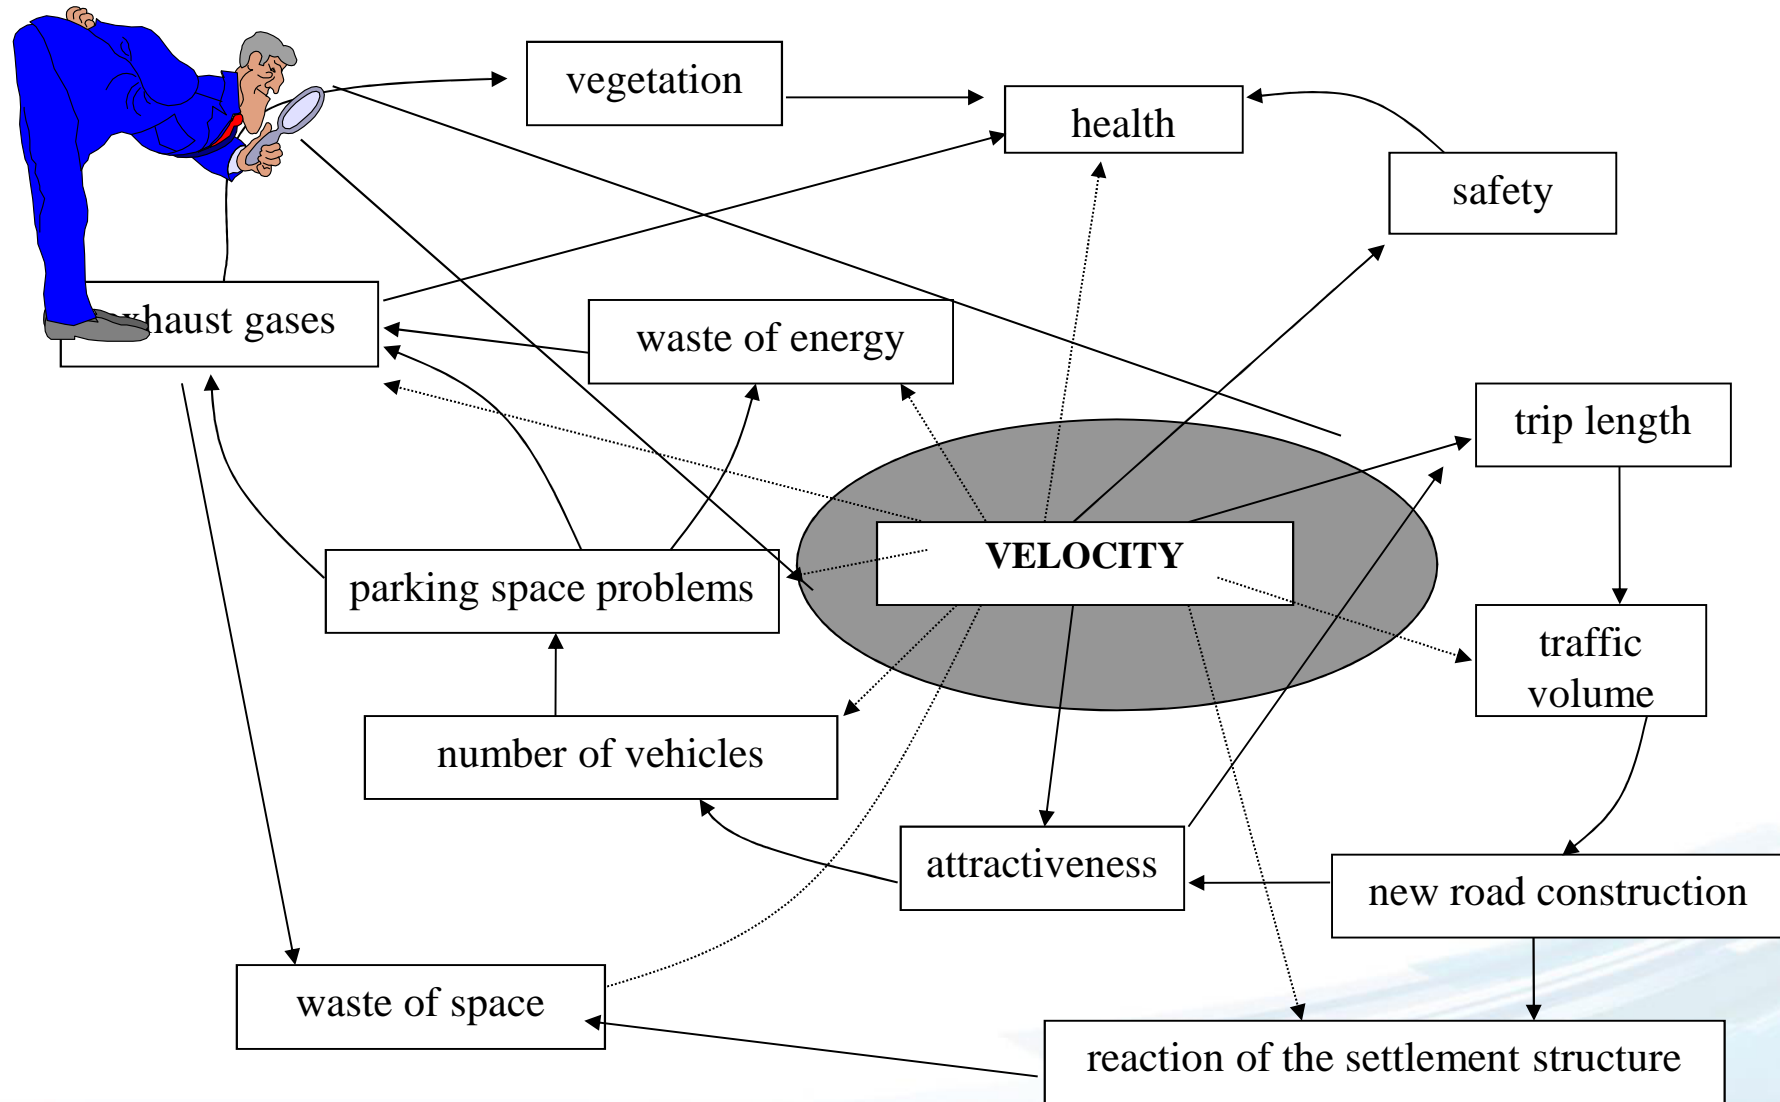 vegetation
health
safety
exhaust gases
waste of energy
trip length
VELOCITY
parking space problems
traffic
volume
number of vehicles
attractiveness
new road construction
waste of space
reaction of the settlement structure